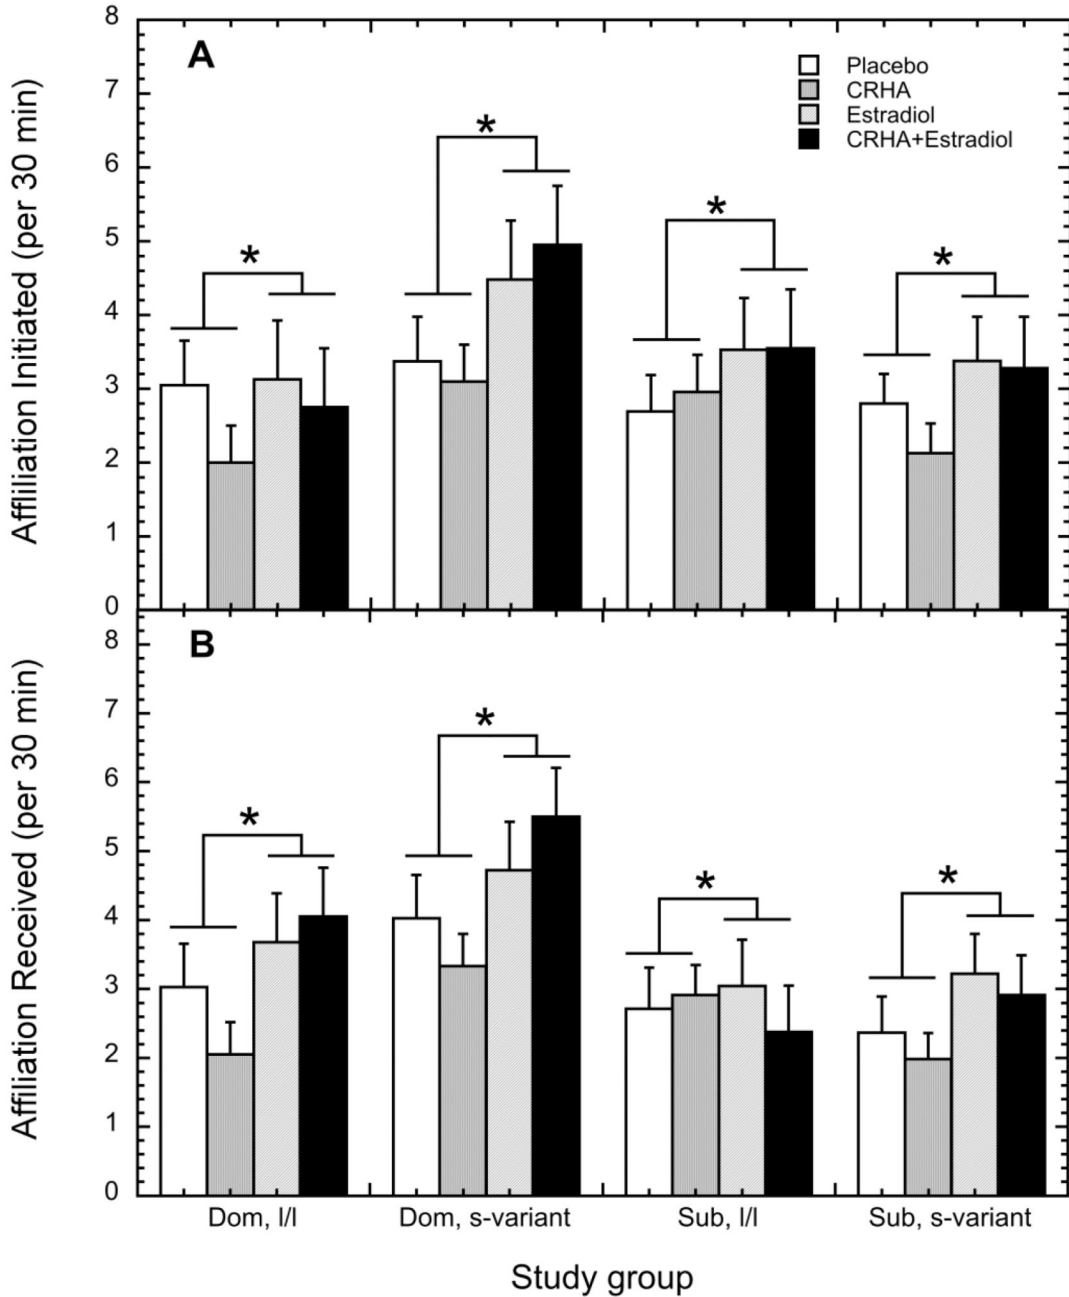 A
Placebo
CRHA
Estradiol
CRHA+Estradiol
Affiliation Initiated (per 30 min)
8
7
6
5
4
3
2
1
0
*
*
*
*
B
Affiliation Received (per 30 min)
8
7
6
5
4
3
2
1
0
*
*
*
*
Dom, l/l
Dom, s-variant
Sub, l/l
Sub, s-variant
Study group